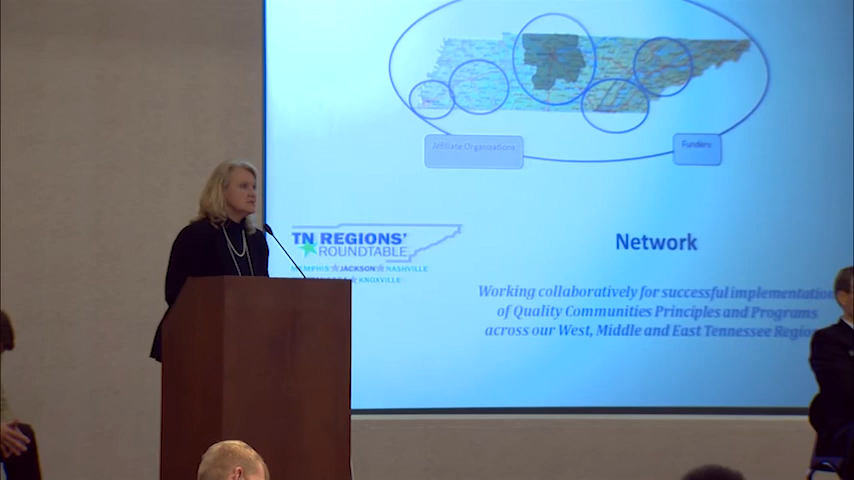 Affiliate Organizations
Funders
TN REGIONS'
ROUNDTABLE
MEMPHIS JACKSON NASHVILLE
KNOXVILLE
Network
Working collaboratively for successful implementation
of Quality Communities Principles and Programs
across our West, Middle and East Tennessee Region